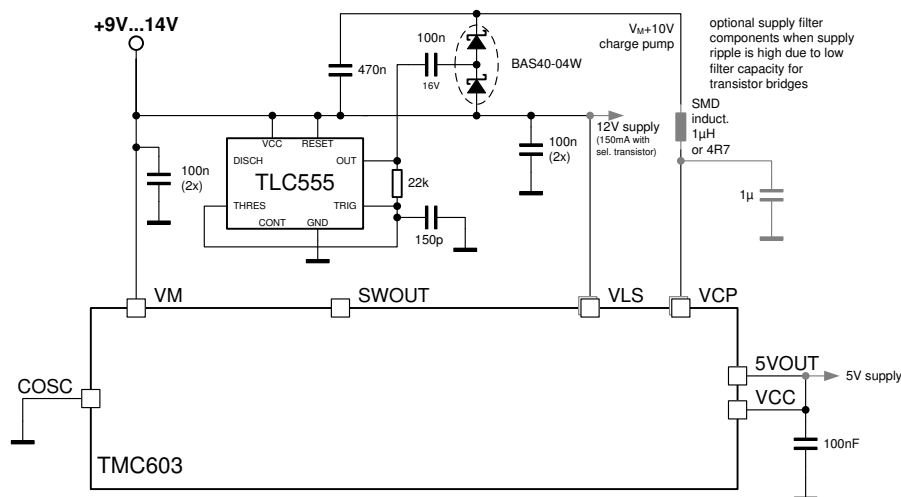 +9V...14V
470n
100n
16V
BAS40-04W
VM+10V
charge pump
optional supply filter
components when supply
ripple is high due to low
filter capacity for
transistor bridges
SMD
induct.
1µH
or 4R7
12V supply
(150mA with
sel. transistor)
100n
(2x)
100n
(2x)
VCC
RESET
DISCH
OUT
TLC555
THRES
TRIG
CONT
GND
22k
150p
1µ
VM
SWOUT
VLS
VCP
COSC
5VOUT
5V supply
VCC
100nF
TMC603